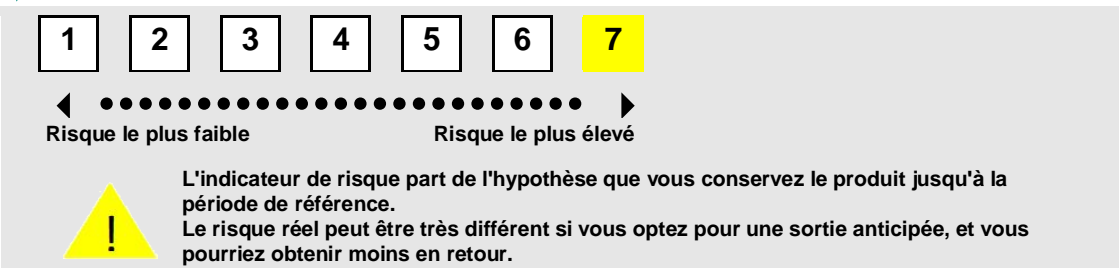 1 2 3 4 5 6 7
Risque le plus faible Risque le plus élevé
L'indicateur de risque part de l'hypothèse que vous conservez le produit jusqu'à la
période de référence.
Le risque réel peut être très différent si vous optez pour une sortie anticipée, et vous
pourriez obtenir moins en retour.
!